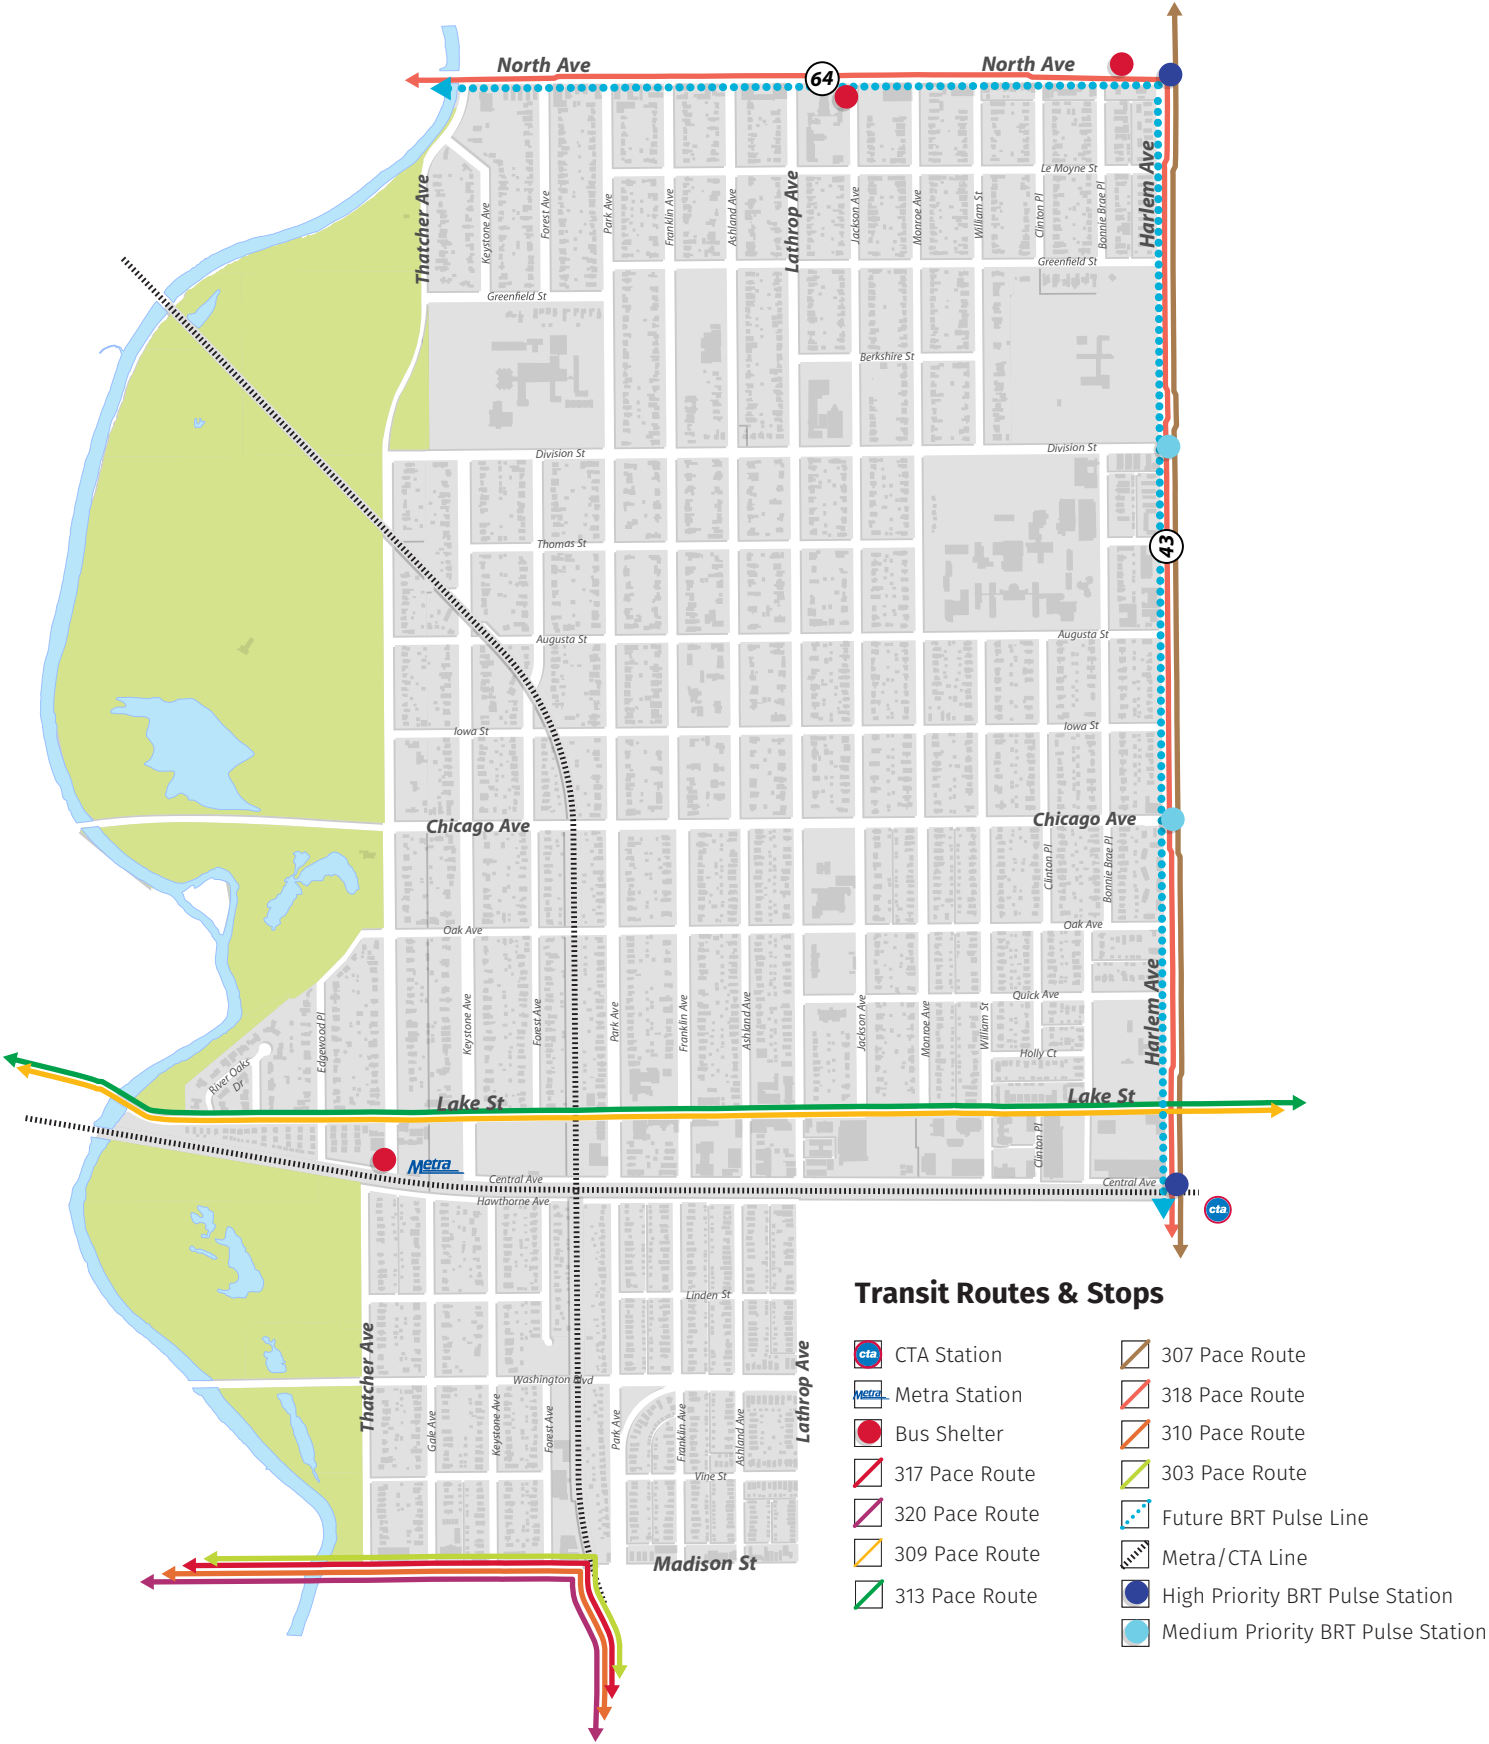 North Ave
North Ave
64
Le Moyne St
Thatcher Ave
Keystone Ave
Forest Ave
Park Ave
Franklin Ave
Ashland Ave
Lathrop Ave
Jackson Ave
Monroe Ave
William St
Clinton Pl
Bonnie Brae Pl
Harlem Ave
Greenfield St
Greenfield St
Berkshire St
Division St
Division St
Thomas St
43
Augusta St
Augusta St
Iowa St
Iowa St
Chicago Ave
Chicago Ave
Clinton Pl
Bonnie Brae Pl
Oak Ave
Oak Ave
Edgewood Pl
Keystone Ave
Forest Ave
Park Ave
Franklin Ave
Ashland Ave
Jackson Ave
Monroe Ave
William St
Quick Ave
Harlem Ave
Holly Ct
River Oaks
Dr
Lake St
Lake St
Clinton Pl
Metra
Central Ave
Central Ave
Hawthorne Ave
cta
Linden St
Thatcher Ave
Washington Blvd
Lathrop Ave
Gale Ave
Keystone Ave
Forest Ave
Park Ave
Franklin Ave
Ashland Ave
Vine St
Madison St
Transit Routes & Stops
cta CTA Station
Metra Metra Station
Bus Shelter
317 Pace Route
320 Pace Route
309 Pace Route
313 Pace Route
307 Pace Route
318 Pace Route
310 Pace Route
303 Pace Route
Future BRT Pulse Line
Metra/CTA Line
High Priority BRT Pulse Station
Medium Priority BRT Pulse Station